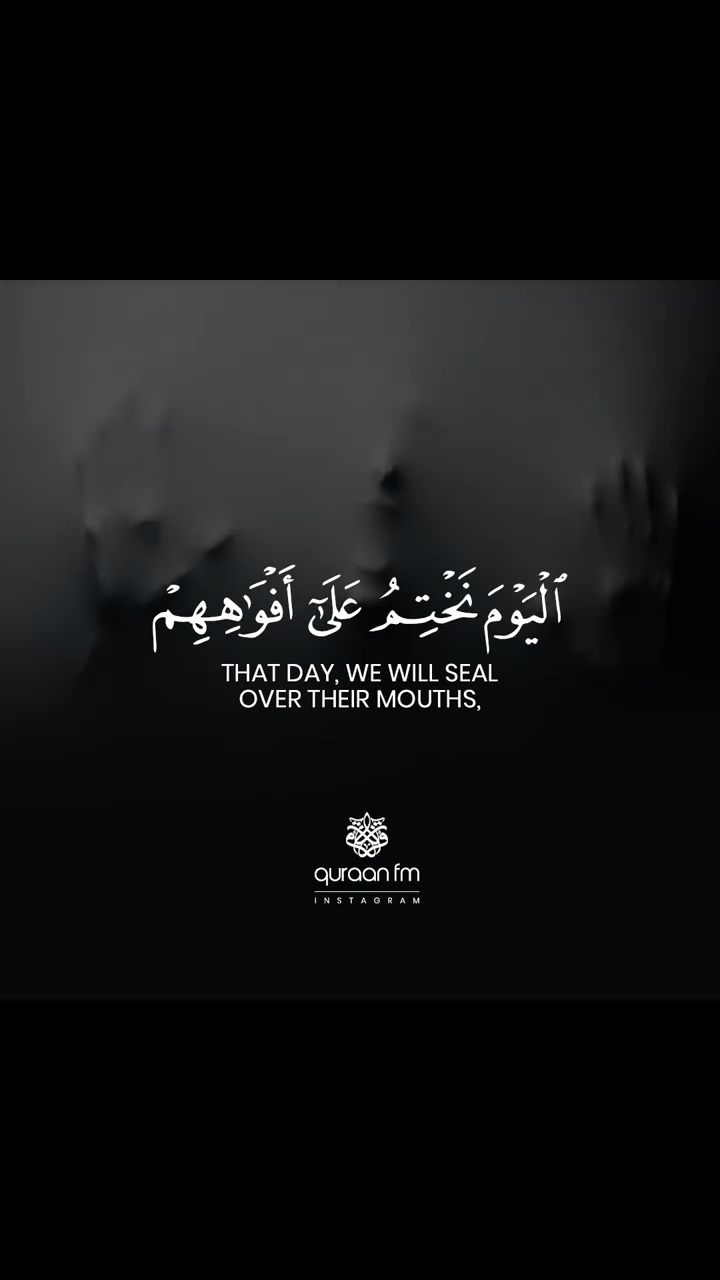 ٱلْيَوْمَ نَخْتِمُ عَلَىٰٓ أَفْوَٰهِهِمْ
THAT DAY, WE WILL SEAL
OVER THEIR MOUTHS,
quraan fm
INSTAGRAM